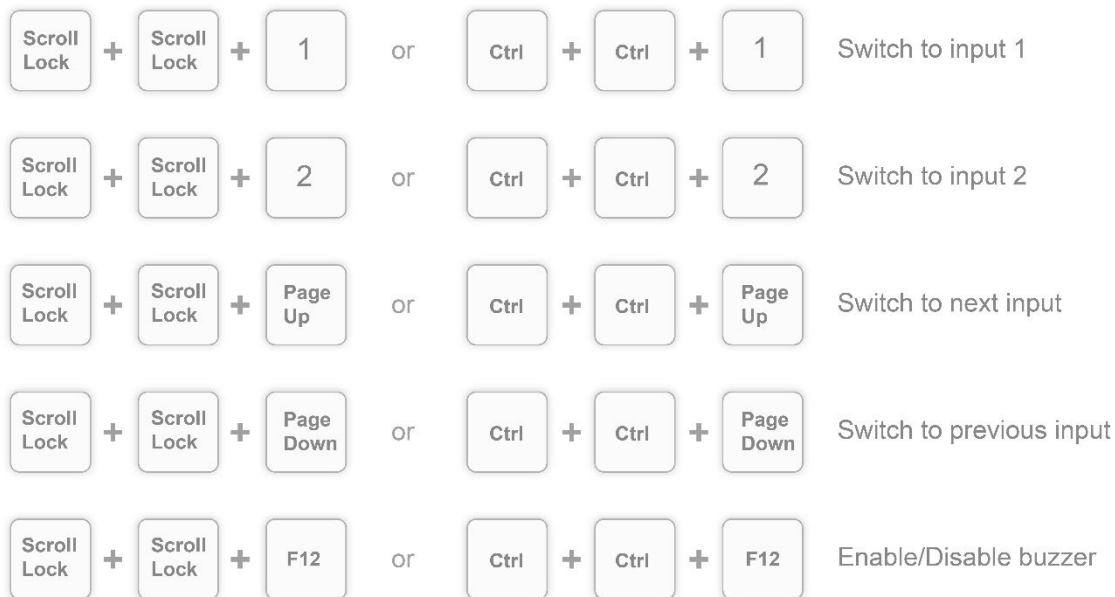 Scroll Lock + Scroll Lock + 1 or Ctrl + Ctrl + 1 Switch to input 1
Scroll Lock + Scroll Lock + 2 or Ctrl + Ctrl + 2 Switch to input 2
Scroll Lock + Scroll Lock + Page Up or Ctrl + Ctrl + Page Up Switch to next input
Scroll Lock + Scroll Lock + Page Down or Ctrl + Ctrl + Page Down Switch to previous input
Scroll Lock + Scroll Lock + F12 or Ctrl + Ctrl + F12 Enable/Disable buzzer